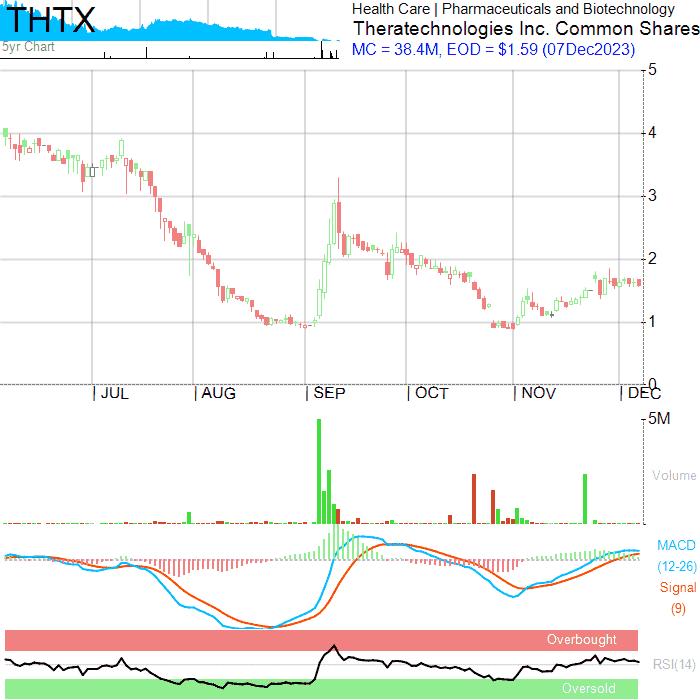 THTX
5yr Chart
Health Care | Pharmaceuticals and Biotechnology
Theratechnologies Inc. Common Shares
MC = 38.4M, EOD = $1.59 (07Dec2023)
5
4
3
2
1
0
JUL AUG SEP OCT NOV DEC
5M
Volume
MACD
(12-26)
Signal
(9)
Overbought
RSI(14)
Oversold